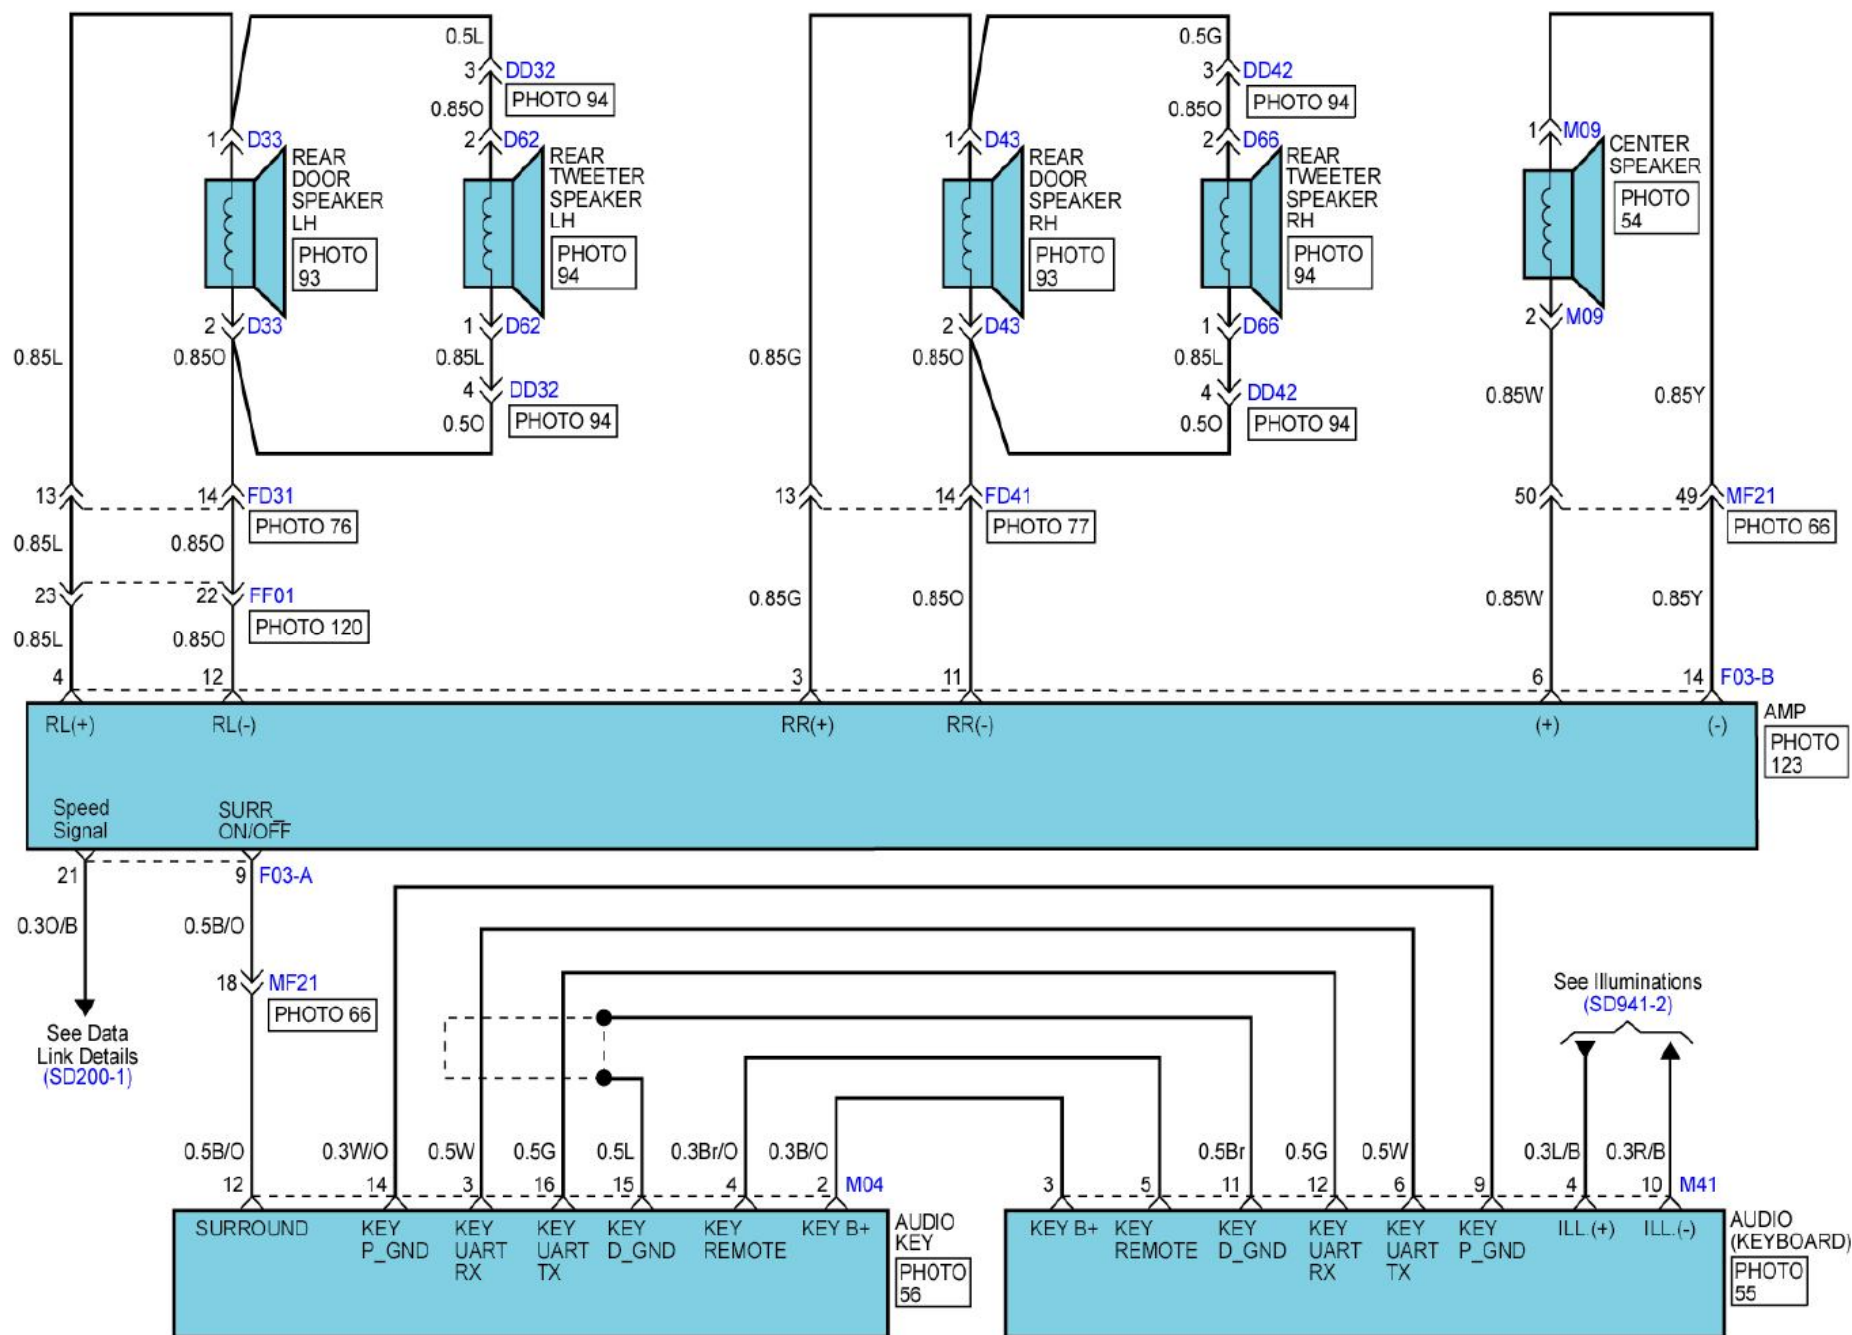 0.5L
0.5G
3 DD32
3 DD42
PHOTO 94
PHOTO 94
0.85O
0.85O
1 D33
2 D62
1 D43
2 D66
1 M09
REAR
DOOR
SPEAKER
LH
PHOTO
93
REAR
TWEETER
SPEAKER
LH
PHOTO
94
REAR
DOOR
SPEAKER
RH
PHOTO
93
REAR
TWEETER
SPEAKER
RH
PHOTO
94
CENTER
SPEAKER
PHOTO
54
2 D33
1 D62
2 D43
1 D66
2 M09
0.85L
0.85O
0.85L
0.85G
0.85O
0.85L
4 DD32
4 DD42
0.85W
0.85Y
0.5O
PHOTO 94
0.5O
PHOTO 94
13
14 FD31
13
14 FD41
50
49 MF21
PHOTO 76
PHOTO 77
PHOTO 66
0.85L
0.85O
23
22 FF01
0.85G
0.85O
0.85W
0.85Y
PHOTO 120
0.85L
0.85O
4
12
3
11
6
14 F03-B
RL(+)
RL(-)
RR(+)
RR(-)
(+)
(-)
AMP
PHOTO
123
Speed
Signal
SURR_
ON/OFF
21
9 F03-A
0.3O/B
0.5B/O
18 MF21
PHOTO 66
See Data
Link Details
(SD200-1)
See Illuminations
(SD941-2)
0.5B/O
0.3W/O
0.5W
0.5G
0.5L
0.3Br/O
0.3B/O
0.5Br
0.5G
0.5W
0.3L/B
0.3R/B
12
14
3
16
15
4
2 M04
3
5
11
12
6
9
4
10 M41
SURROUND
KEY
P_GND
KEY
UART
RX
KEY
UART
TX
KEY
D_GND
KEY
REMOTE
KEY B+
AUDIO
KEY
PHOTO
56
KEY B+
KEY
REMOTE
KEY
D_GND
KEY
UART
RX
KEY
UART
TX
KEY
P_GND
ILL.(+)
ILL.(-)
AUDIO
(KEYBOARD)
PHOTO
55